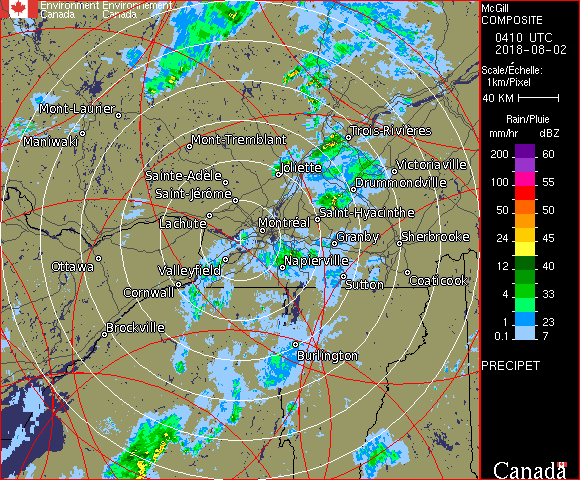 Environment Environnement
Canada Canada
McGill
COMPOSITE
0410 UTC
2018-08-02
Scale/Échelle:
1km/Pixel
40 KM
Rain/Pluie
mm/hr dBZ
200 60
100 55
50 50
24 45
12 40
4 33
1 23
0.1 7
PRECIPET
Canada
Mont-Laurier
Maniwaki
Mont-Tremblant
Trois-Rivières
Joliette
Victoriaville
Sainte-Adèle
Drummondville
Saint-Jérôme
Saint-Hyacinthe
Lachute
Montréal
Granby
Sherbrooke
Ottawa
Valleyfield
Napierville
Cornwall
Sutton
Coaticook
Brockville
Burlington